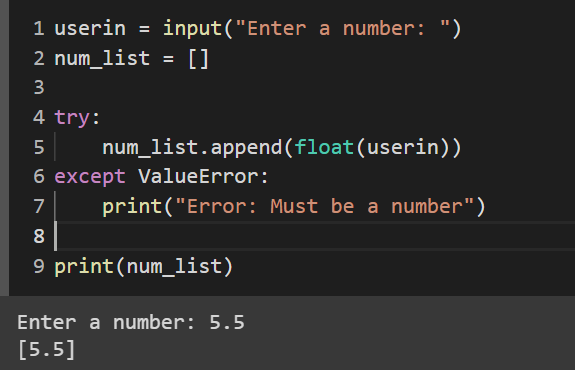 1 userin = input("Enter a number: ")
2 num_list = []
3
4 try:
5     num_list.append(float(userin))
6 except ValueError:
7     print("Error: Must be a number")
8
9 print(num_list)
Enter a number: 5.5
[5.5]